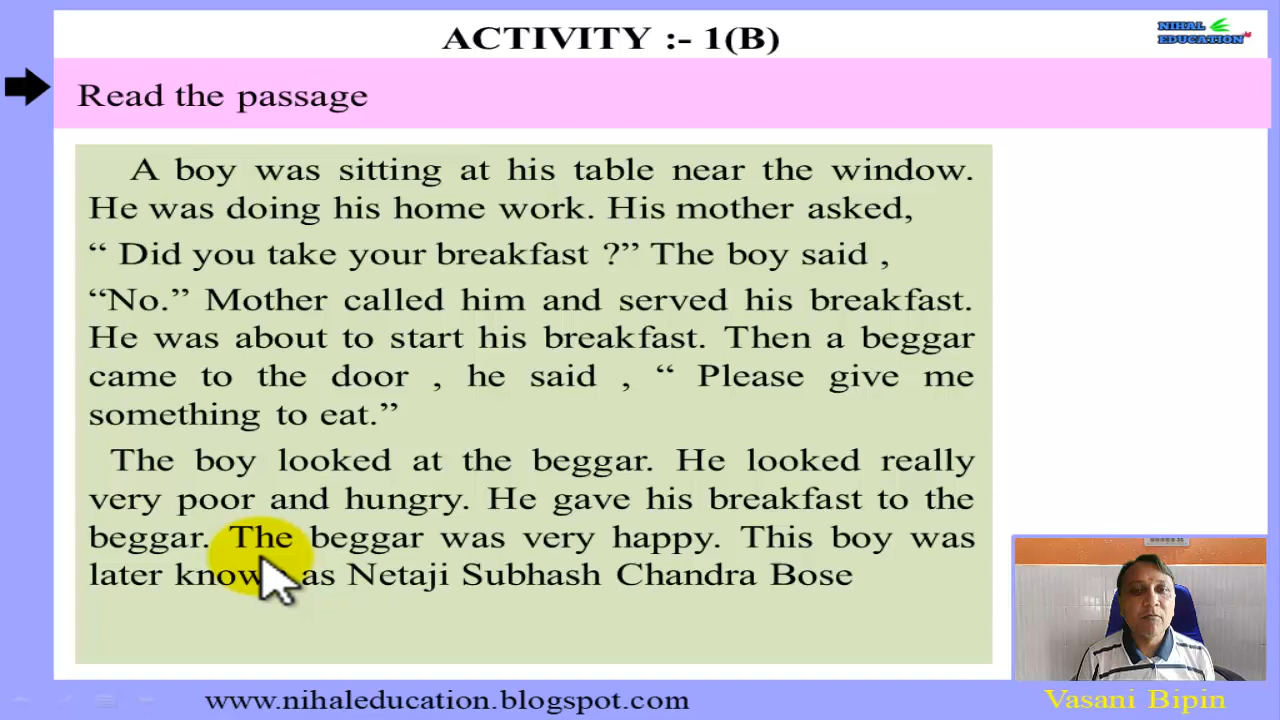 ACTIVITY :- 1(B)
NIHAL
EDUCATION
Read the passage
A boy was sitting at his table near the window.
He was doing his home work. His mother asked,
“ Did you take your breakfast ?” The boy said ,
“No.” Mother called him and served his breakfast.
He was about to start his breakfast. Then a beggar
came to the door , he said , “ Please give me
something to eat.”
The boy looked at the beggar. He looked really
very poor and hungry. He gave his breakfast to the
beggar. The beggar was very happy. This boy was
later know as Netaji Subhash Chandra Bose
www.nihaleducation.blogspot.com
Vasani Bipin